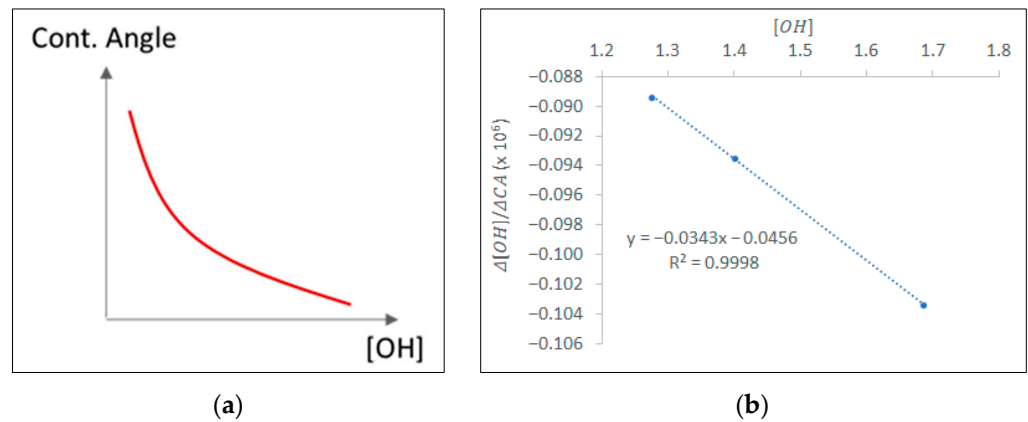 Cont. Angle
[OH]
(a)
[OH]
1.2 1.3 1.4 1.5 1.6 1.7 1.8
−0.088
−0.090
−0.092
−0.094
−0.096
−0.098
−0.100
−0.102
−0.104
−0.106
Δ[OH]/ΔCA (x 10⁶)
y = −0.0343x − 0.0456
R² = 0.9998
(b)